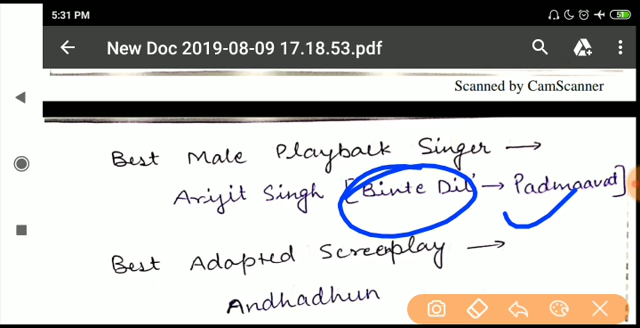 5:31 PM 51
New Doc 2019-08-09 17.18.53.pdf
Scanned by CamScanner
Best Male Playback Singer →
Arijit Singh [Binte Dil' → Padmaavat]
Best Adapted Screenplay →
Andhadhun